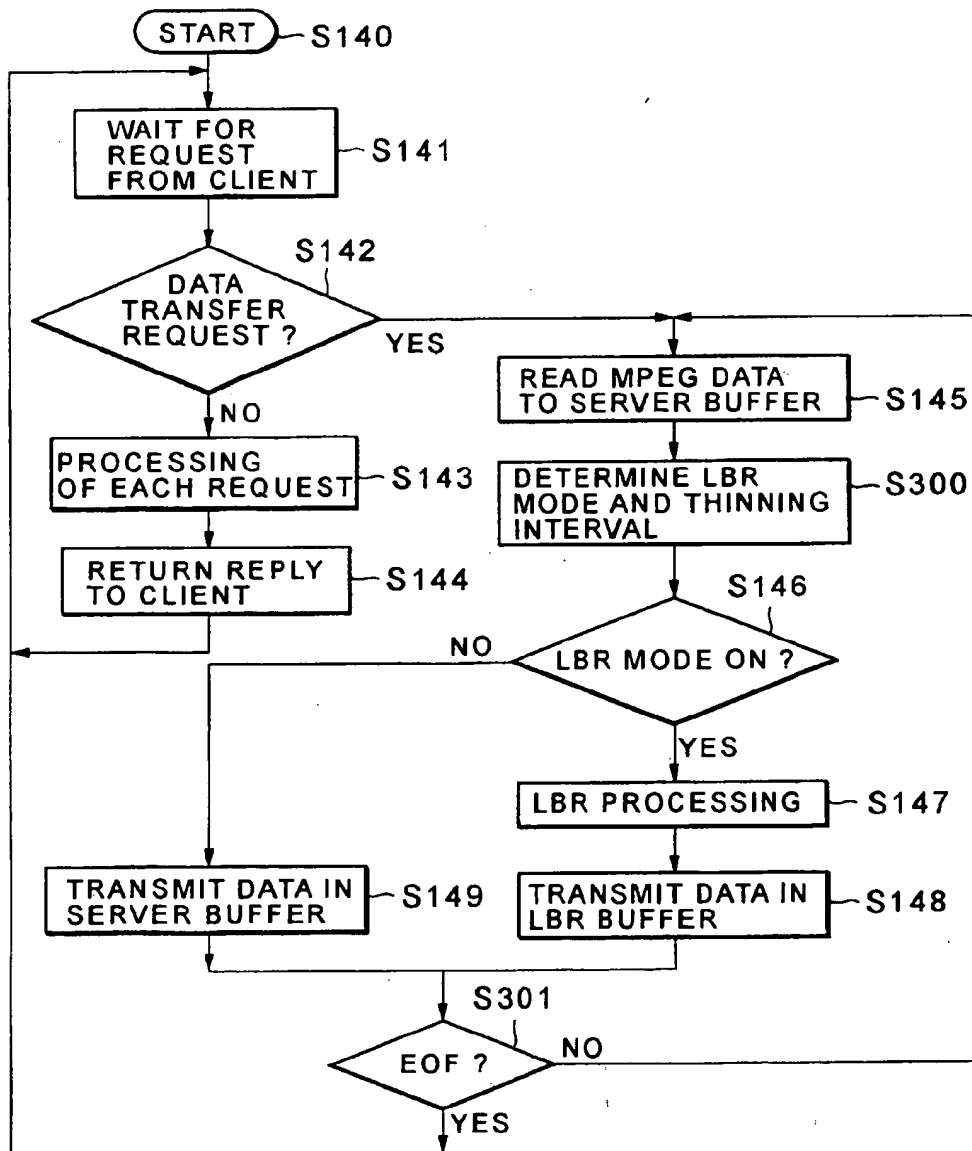 START
S140
WAIT FOR
REQUEST
FROM CLIENT
S141
S142
DATA
TRANSFER
REQUEST ?
YES
NO
READ MPEG DATA
TO SERVER BUFFER
S145
PROCESSING
OF EACH REQUEST
S143
DETERMINE LBR
MODE AND THINNING
INTERVAL
S300
RETURN REPLY
TO CLIENT
S144
S146
NO
LBR MODE ON ?
YES
LBR PROCESSING
S147
TRANSMIT DATA IN
SERVER BUFFER
S149
TRANSMIT DATA IN
LBR BUFFER
S148
S301
EOF ?
NO
YES